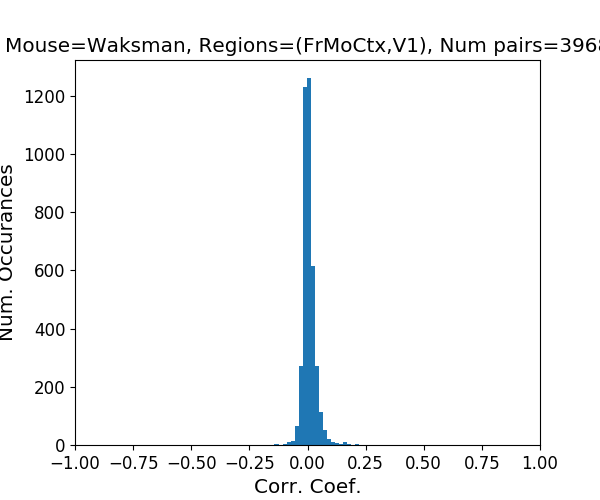 Mouse=Waksman, Regions=(FrMoCtx,V1), Num pairs=3968
1200
1000
800
600
400
200
0
Num. Occurances
−1.00 −0.75 −0.50 −0.25 0.00 0.25 0.50 0.75 1.00
Corr. Coef.